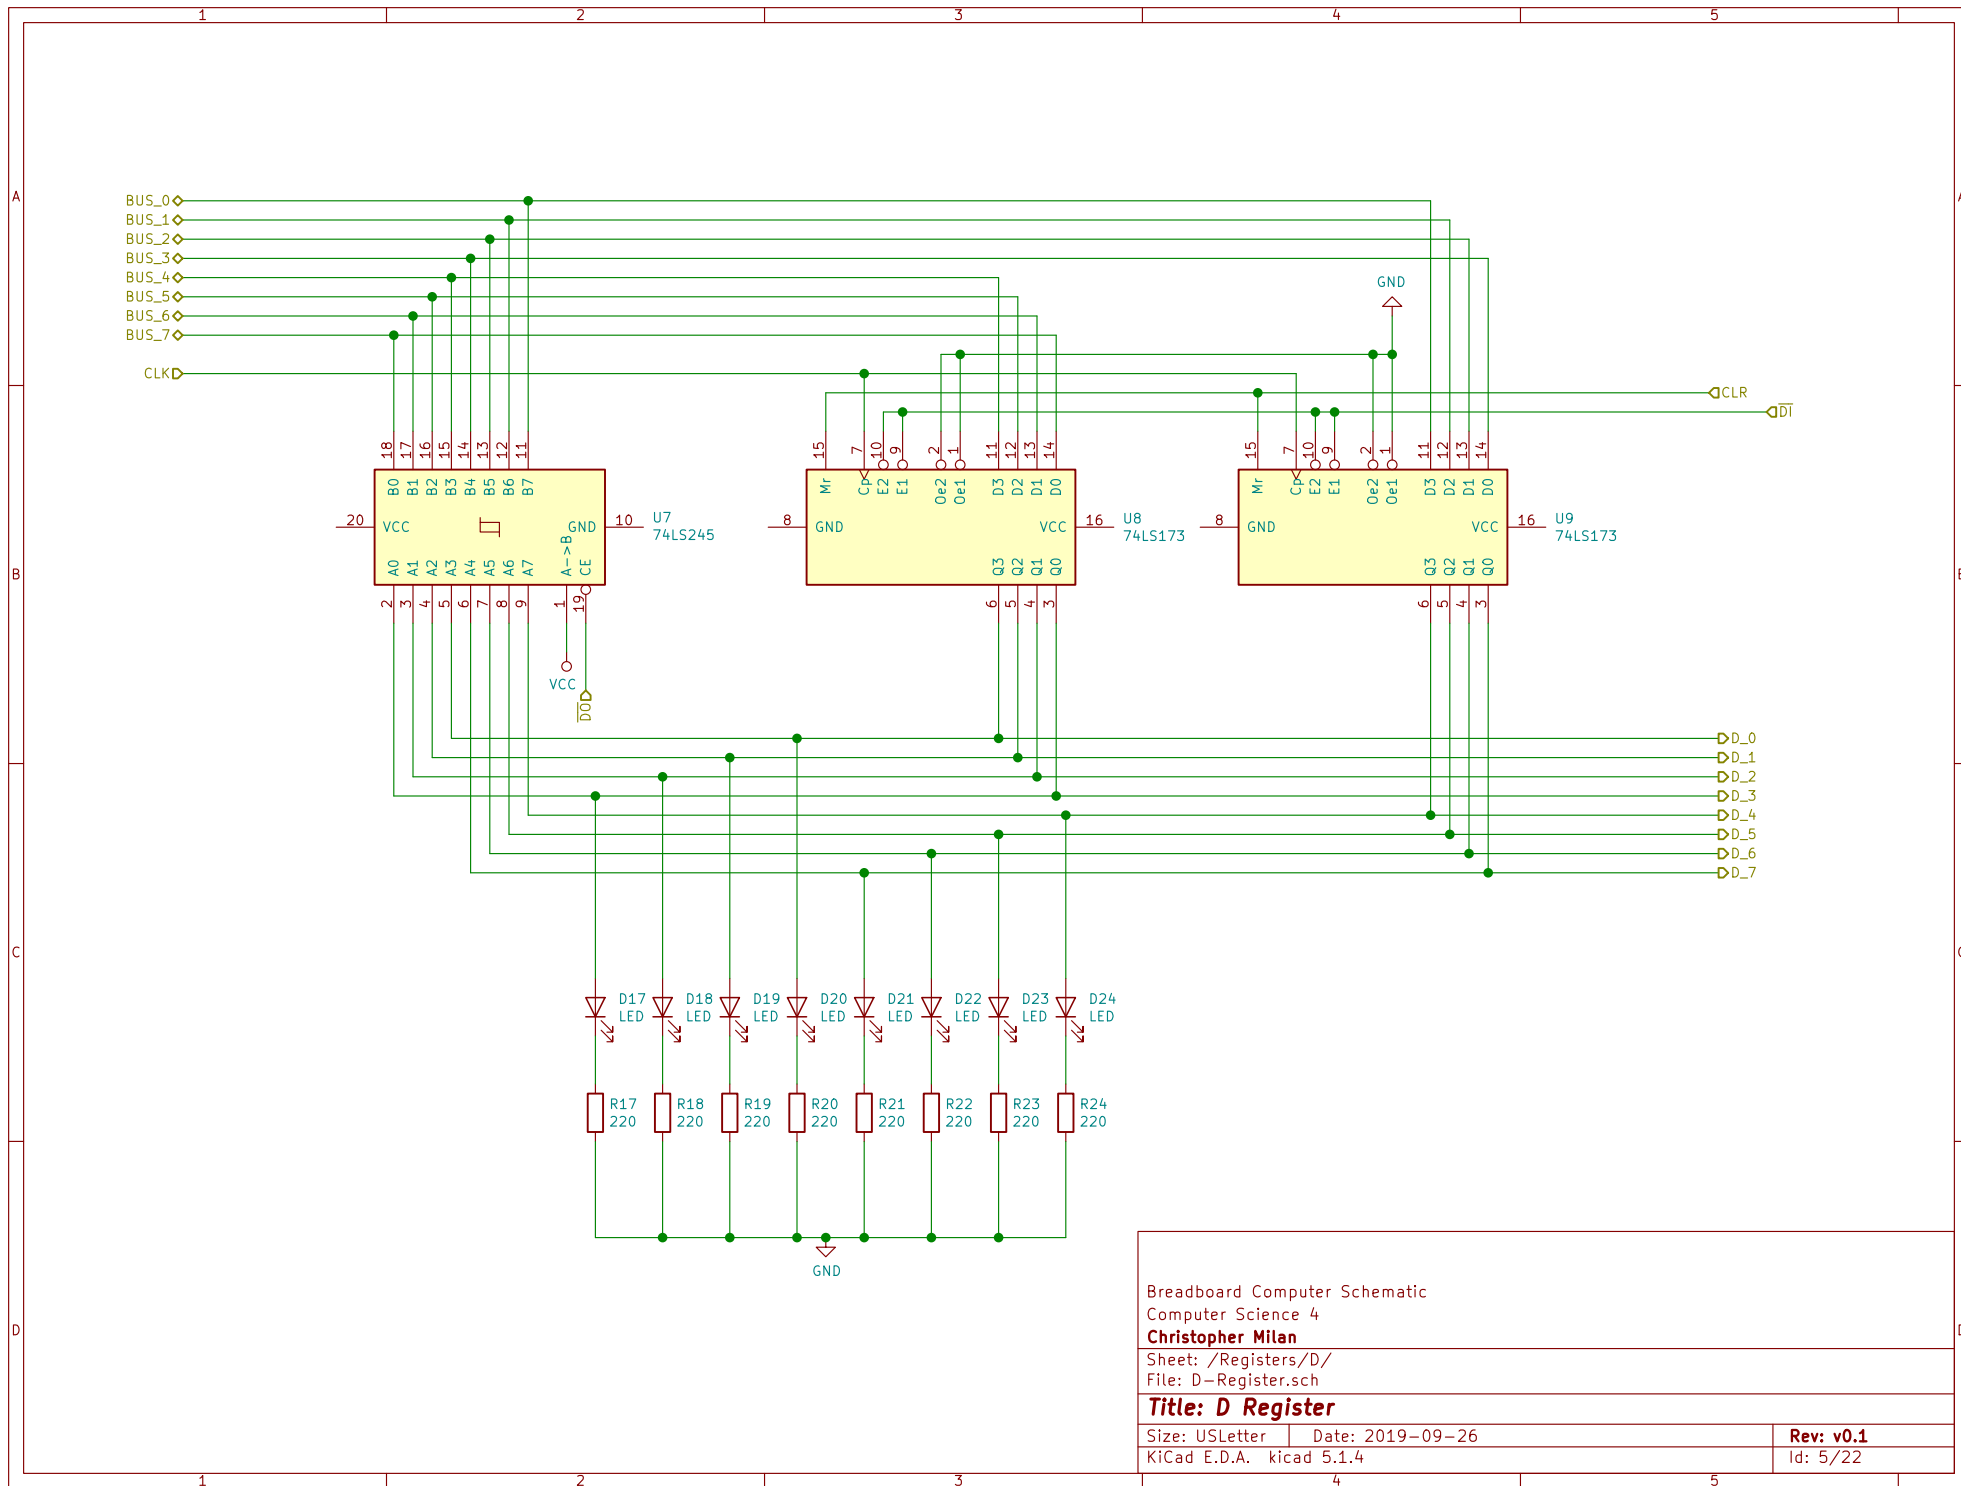 1 2 3 4 5
A
BUS_0
BUS_1
BUS_2
BUS_3
BUS_4
BUS_5
BUS_6
BUS_7
CLK
GND
CLR
DI
18 17 16 15 14 13 12 11
15 7 10 9 2 1 11 12 13 14
15 7 10 9 2 1 11 12 13 14
B0 B1 B2 B3 B4 B5 B6 B7
Mr Cp E2 E1 Oe2 Oe1 D3 D2 D1 D0
Mr Cp E2 E1 Oe2 Oe1 D3 D2 D1 D0
20 VCC GND 10
U7
74LS245
8 GND VCC 16
U8
74LS173
8 GND VCC 16
U9
74LS173
B
A0 A1 A2 A3 A4 A5 A6 A7 A->B CE
Q3 Q2 Q1 Q0
Q3 Q2 Q1 Q0
2 3 4 5 6 7 8 9 1 19
6 5 4 3
6 5 4 3
VCC
DO
D_0
D_1
D_2
D_3
D_4
D_5
D_6
D_7
C
D17 D18 D19 D20 D21 D22 D23 D24
LED LED LED LED LED LED LED LED
R17 R18 R19 R20 R21 R22 R23 R24
220 220 220 220 220 220 220 220
GND
D
Breadboard Computer Schematic
Computer Science 4
Christopher Milan
Sheet: /Registers/D/
File: D-Register.sch
Title: D Register
Size: USLetter Date: 2019-09-26 Rev: v0.1
KiCad E.D.A. kicad 5.1.4 Id: 5/22
1 2 3 4 5